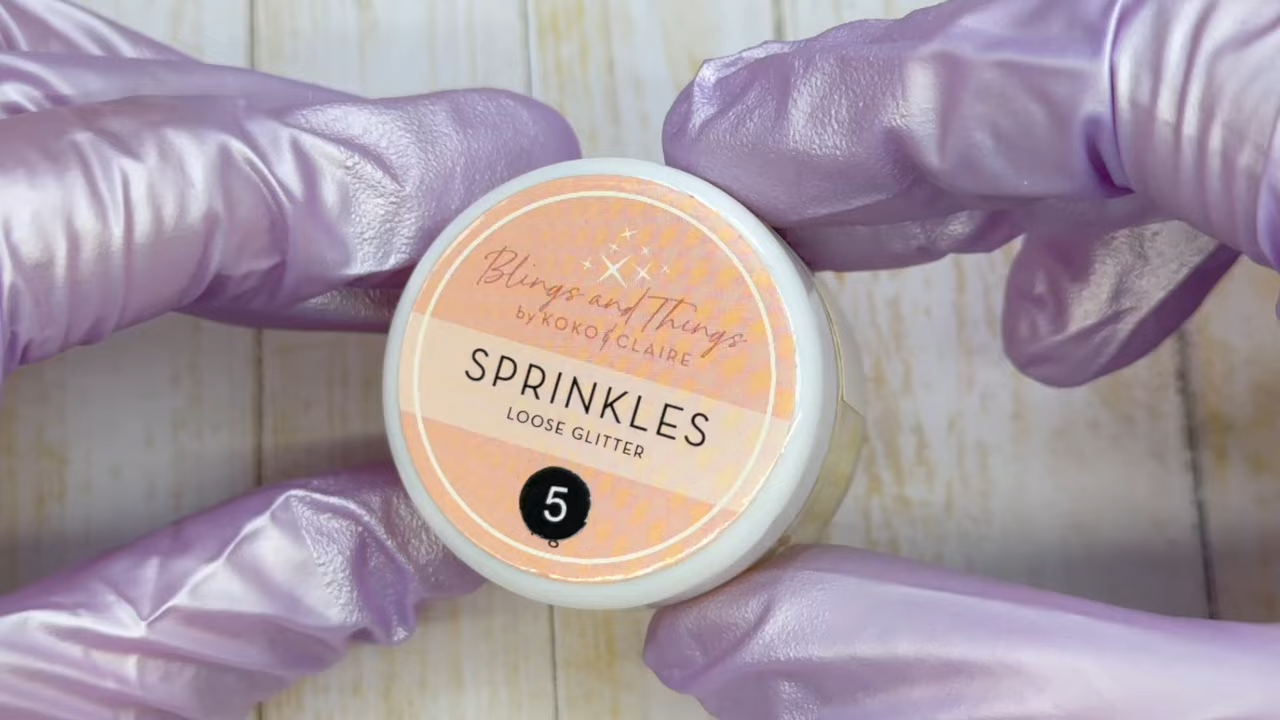 Blings and Things
by KOKO & CLAIRE
SPRINKLES
LOOSE GLITTER
5